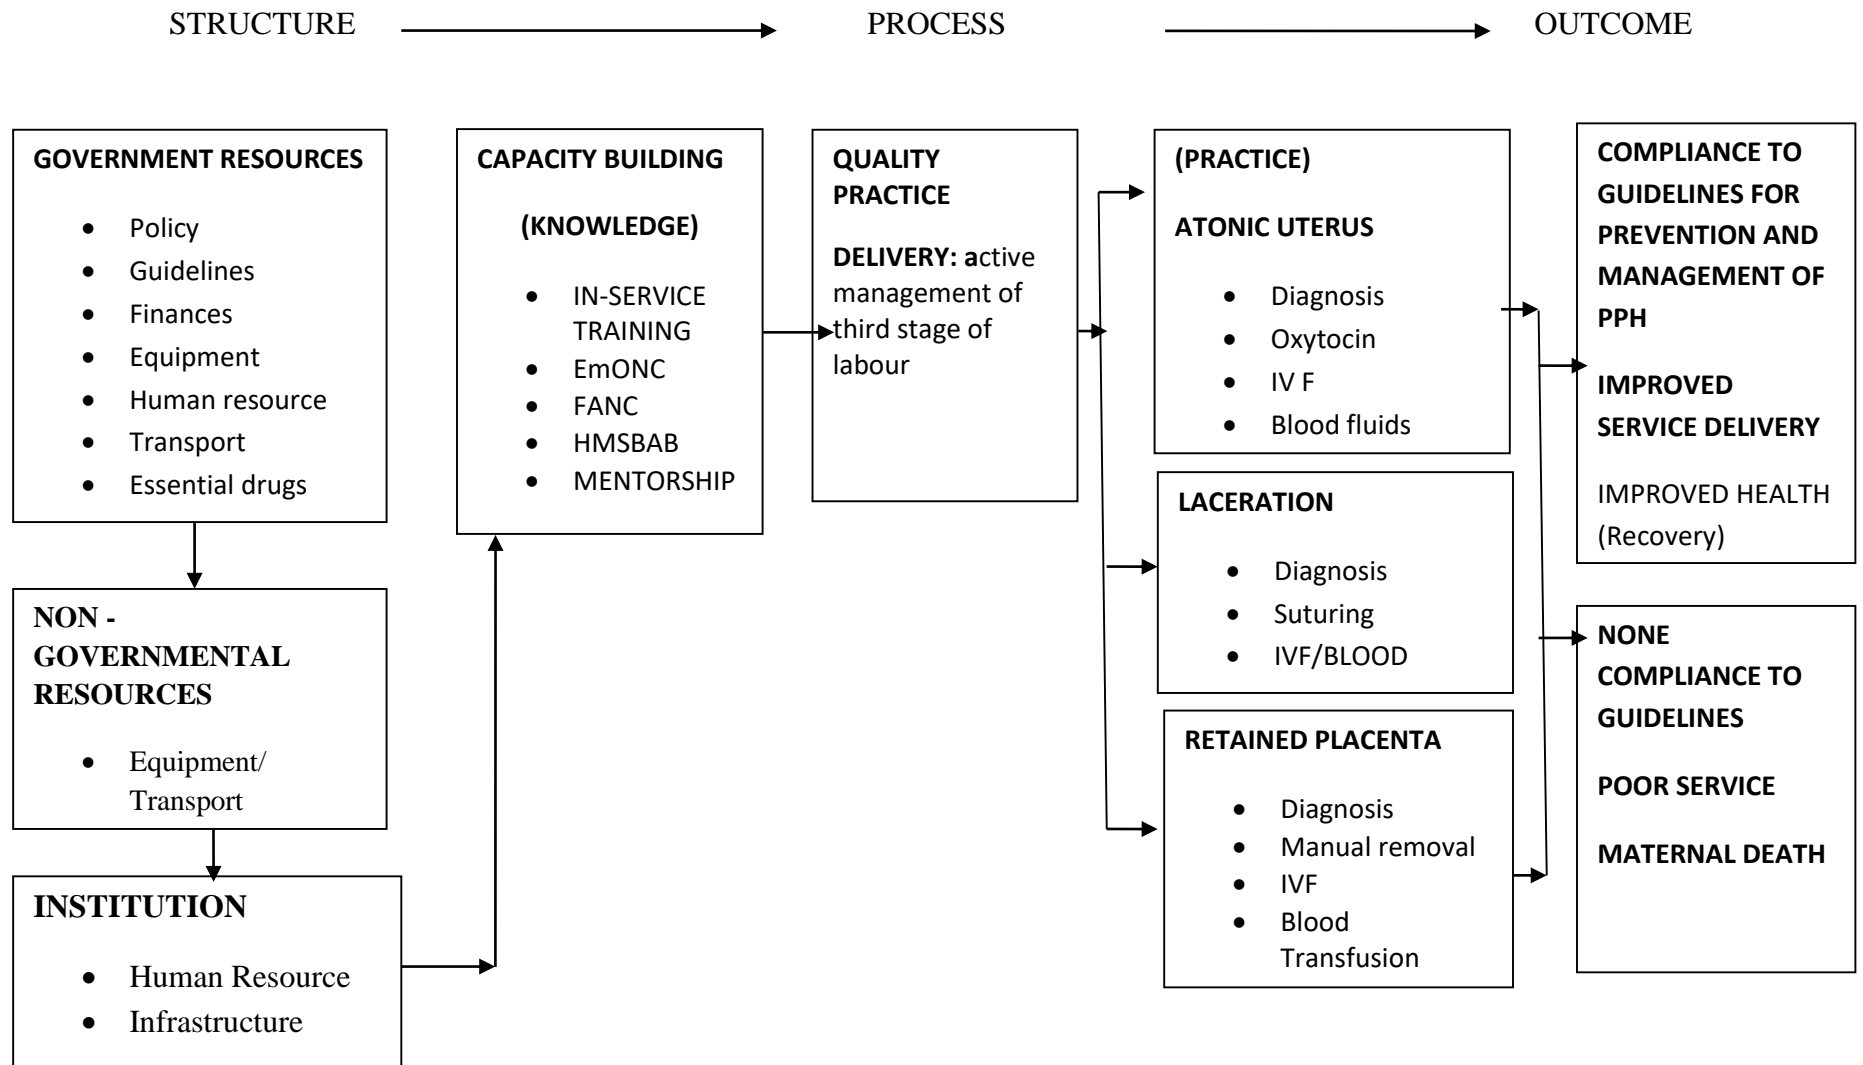 STRUCTURE PROCESS OUTCOME
GOVERNMENT RESOURCES
• Policy
• Guidelines
• Finances
• Equipment
• Human resource
• Transport
• Essential drugs
NON -
GOVERNMENTAL
RESOURCES
• Equipment/
Transport
INSTITUTION
• Human Resource
• Infrastructure
CAPACITY BUILDING
(KNOWLEDGE)
• IN-SERVICE
TRAINING
• EmONC
• FANC
• HMSBAB
• MENTORSHIP
QUALITY
PRACTICE
DELIVERY: active
management of
third stage of
labour
(PRACTICE)
ATONIC UTERUS
• Diagnosis
• Oxytocin
• IV F
• Blood fluids
LACERATION
• Diagnosis
• Suturing
• IVF/BLOOD
RETAINED PLACENTA
• Diagnosis
• Manual removal
• IVF
• Blood
Transfusion
COMPLIANCE TO
GUIDELINES FOR
PREVENTION AND
MANAGEMENT OF
PPH
IMPROVED
SERVICE DELIVERY
IMPROVED HEALTH
(Recovery)
NONE
COMPLIANCE TO
GUIDELINES
POOR SERVICE
MATERNAL DEATH